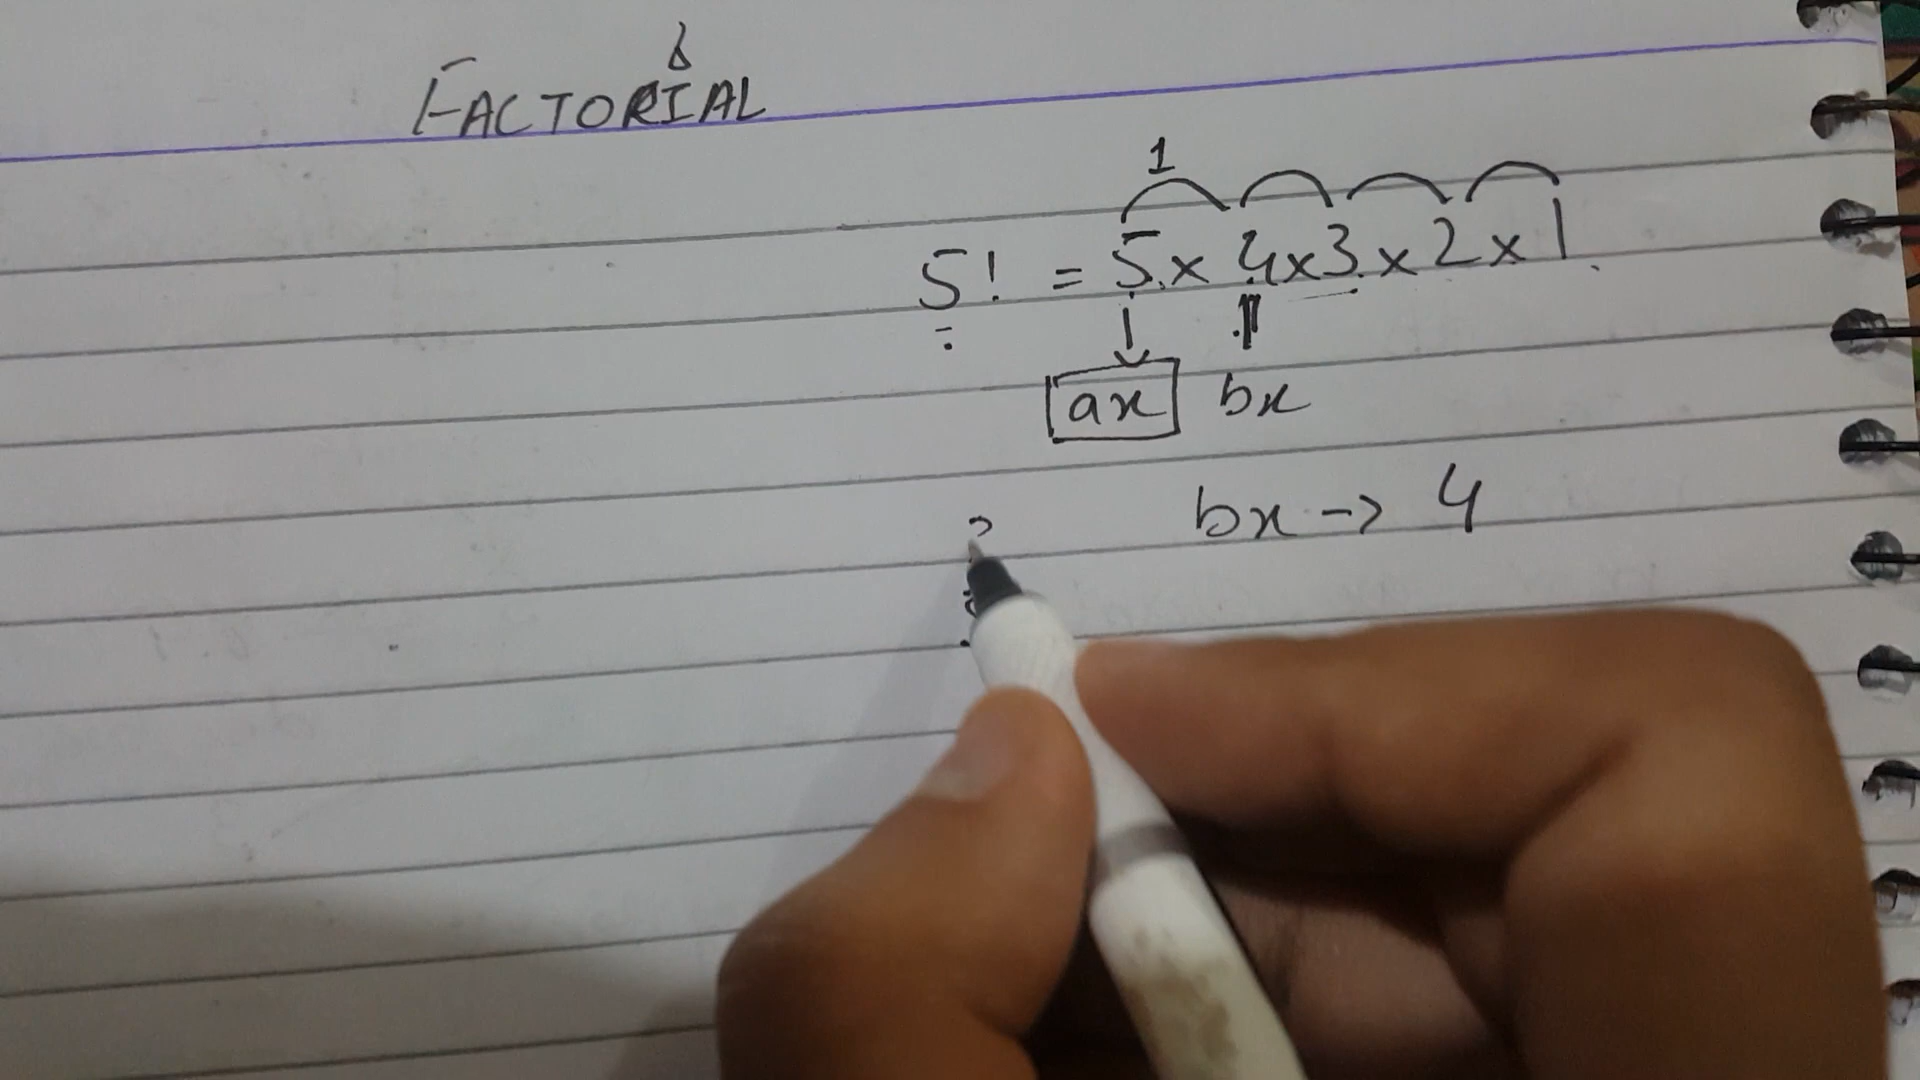 FACTORIAL
1
5! = 5 x 4 x 3 x 2 x 1
ax bx
bx -> 4